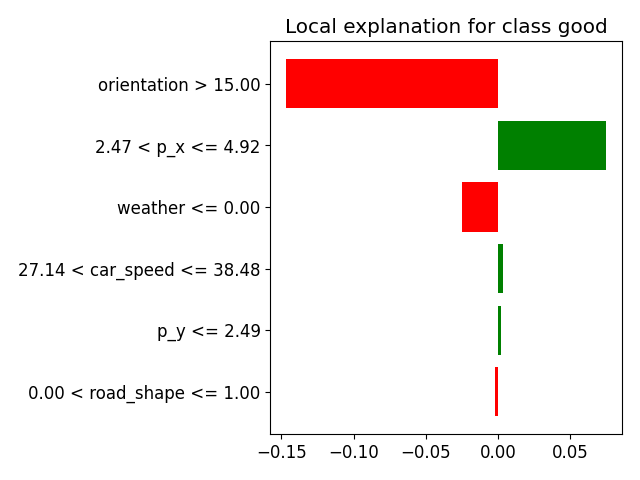 Local explanation for class good
orientation > 15.00
2.47 < p_x <= 4.92
weather <= 0.00
27.14 < car_speed <= 38.48
p_y <= 2.49
0.00 < road_shape <= 1.00
−0.15 −0.10 −0.05 0.00 0.05